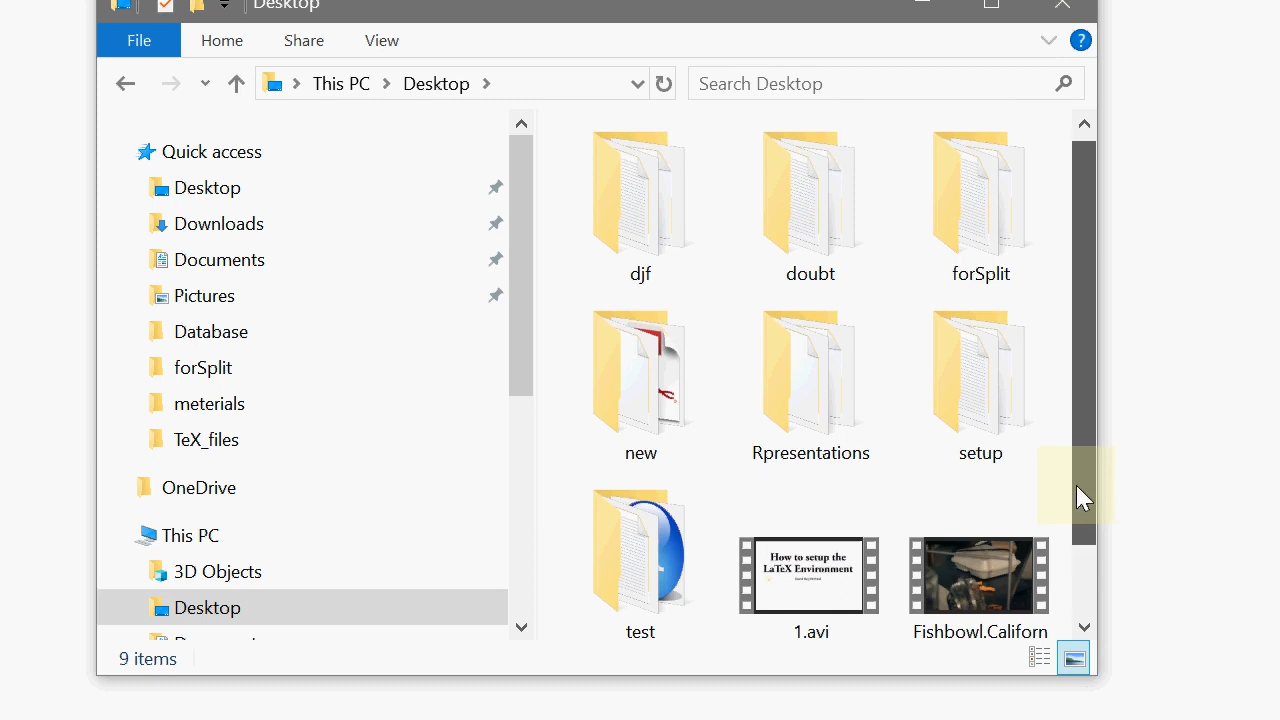 Desktop
File Home Share View
This PC Desktop Search Desktop
Quick access
Desktop
Downloads
Documents
Pictures
Database
forSplit
meterials
TeX_files
OneDrive
This PC
3D Objects
Desktop
djf doubt forSplit
new Rpresentations setup
How to setup the
LaTeX Environment
test 1.avi Fishbowl.Californ
9 items